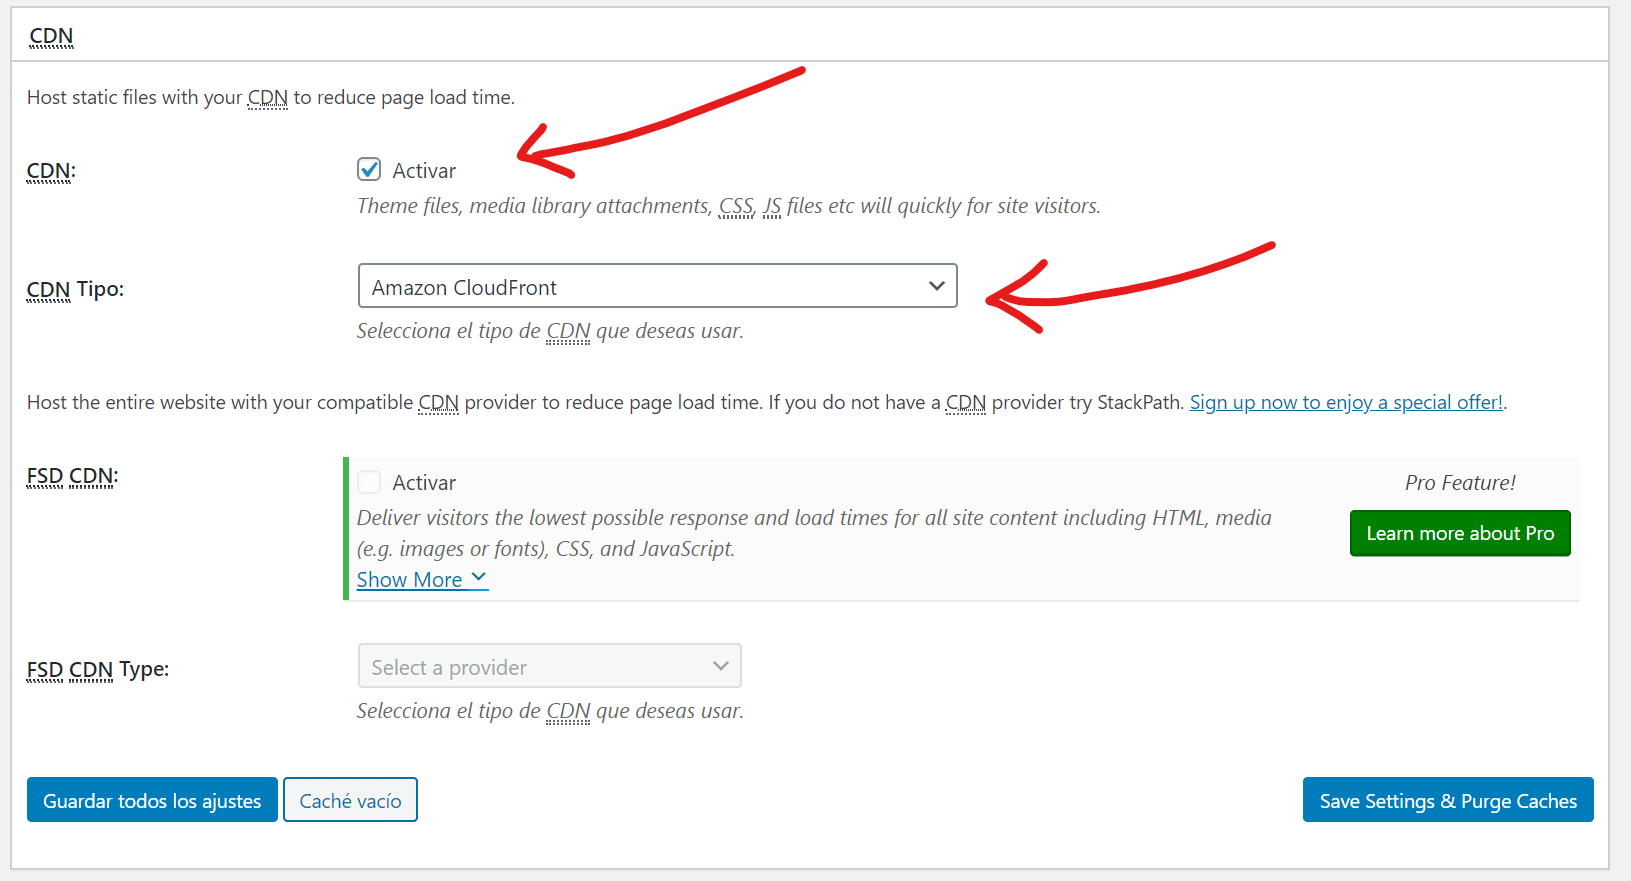 CDN
Host static files with your CDN to reduce page load time.
CDN:
Activar
Theme files, media library attachments, CSS, JS files etc will quickly for site visitors.
CDN Tipo:
Amazon CloudFront
Selecciona el tipo de CDN que deseas usar.
Host the entire website with your compatible CDN provider to reduce page load time. If you do not have a CDN provider try StackPath. Sign up now to enjoy a special offer!.
FSD CDN:
Activar
Pro Feature!
Deliver visitors the lowest possible response and load times for all site content including HTML, media
(e.g. images or fonts), CSS, and JavaScript.
Learn more about Pro
Show More
FSD CDN Type:
Select a provider
Selecciona el tipo de CDN que deseas usar.
Guardar todos los ajustes
Caché vacío
Save Settings & Purge Caches